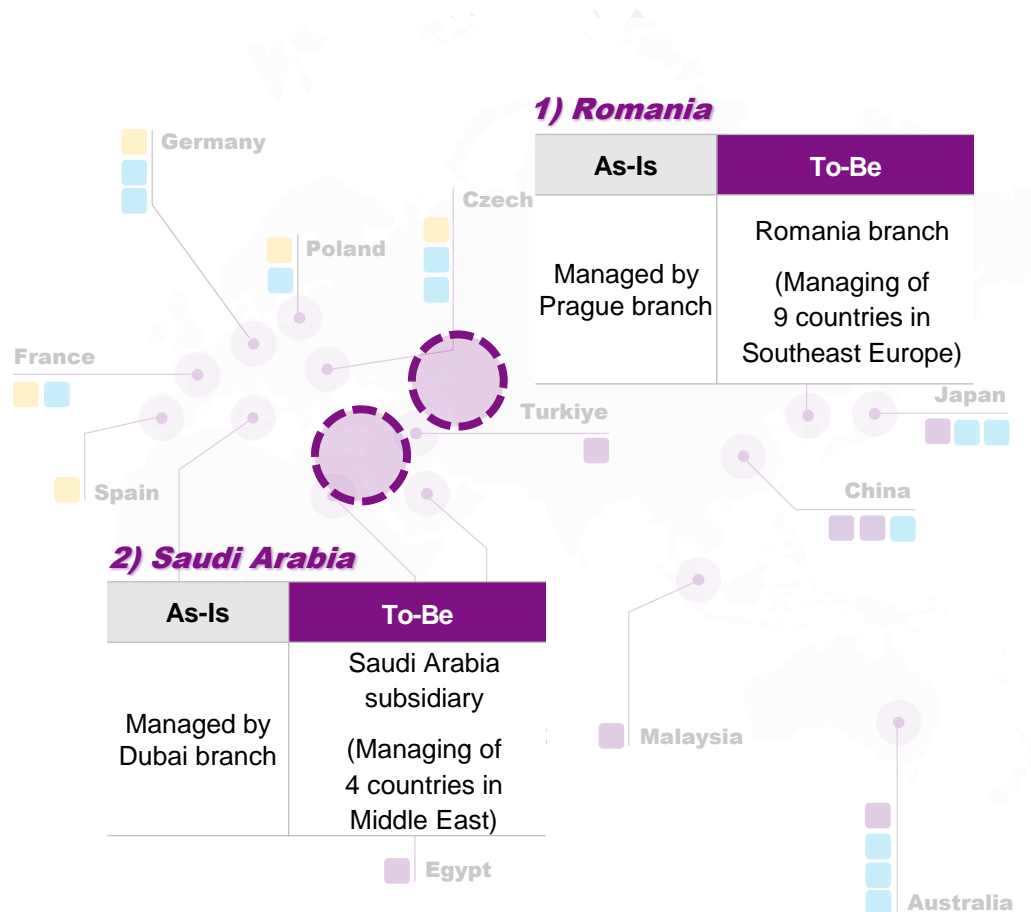 1) Romania
As-Is
To-Be
Managed by
Prague branch
Romania branch
(Managing of
9 countries in
Southeast Europe)
Germany
Czech
Poland
France
Turkiye
Japan
Spain
China
2) Saudi Arabia
As-Is
To-Be
Managed by
Dubai branch
Saudi Arabia
subsidiary
(Managing of
4 countries in
Middle East)
Malaysia
Egypt
Australia